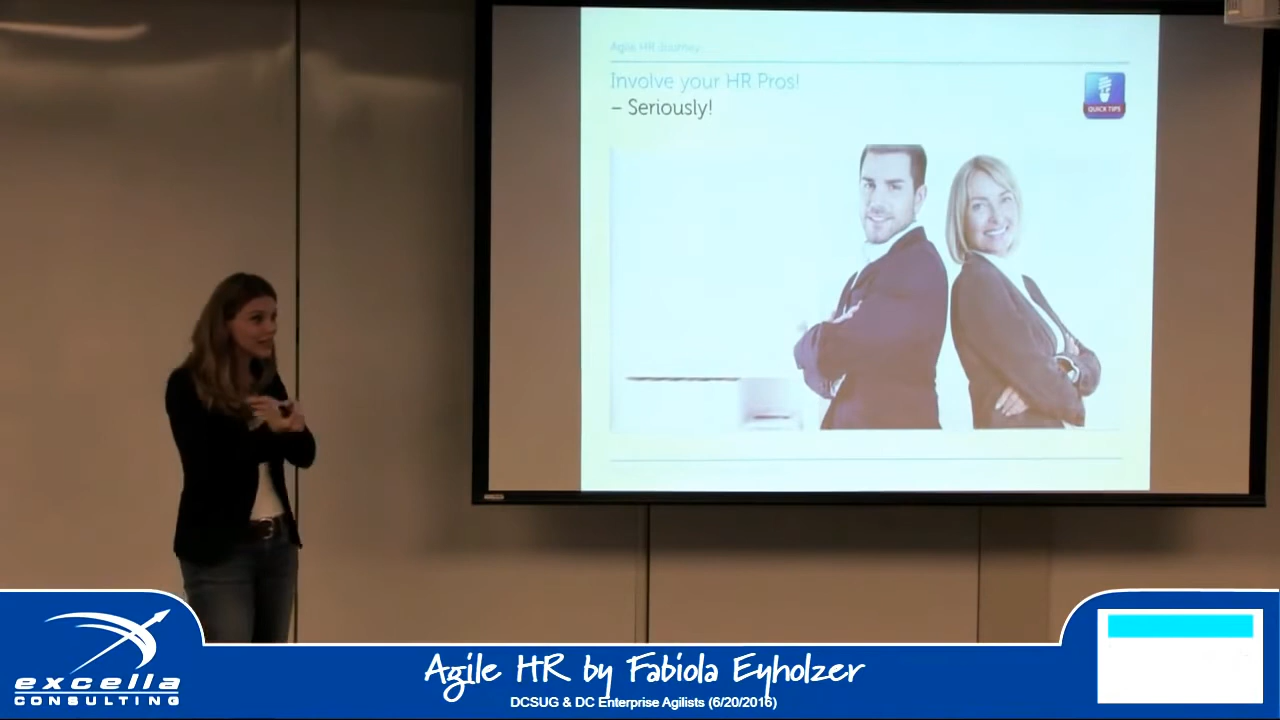 Agile HR Journey
Involve your HR Pros!
– Seriously!
QUICK TIPS
excella
CONSULTING
Agile HR by Fabiola Eyholzer
DCSUG & DC Enterprise Agilists (6/20/2016)